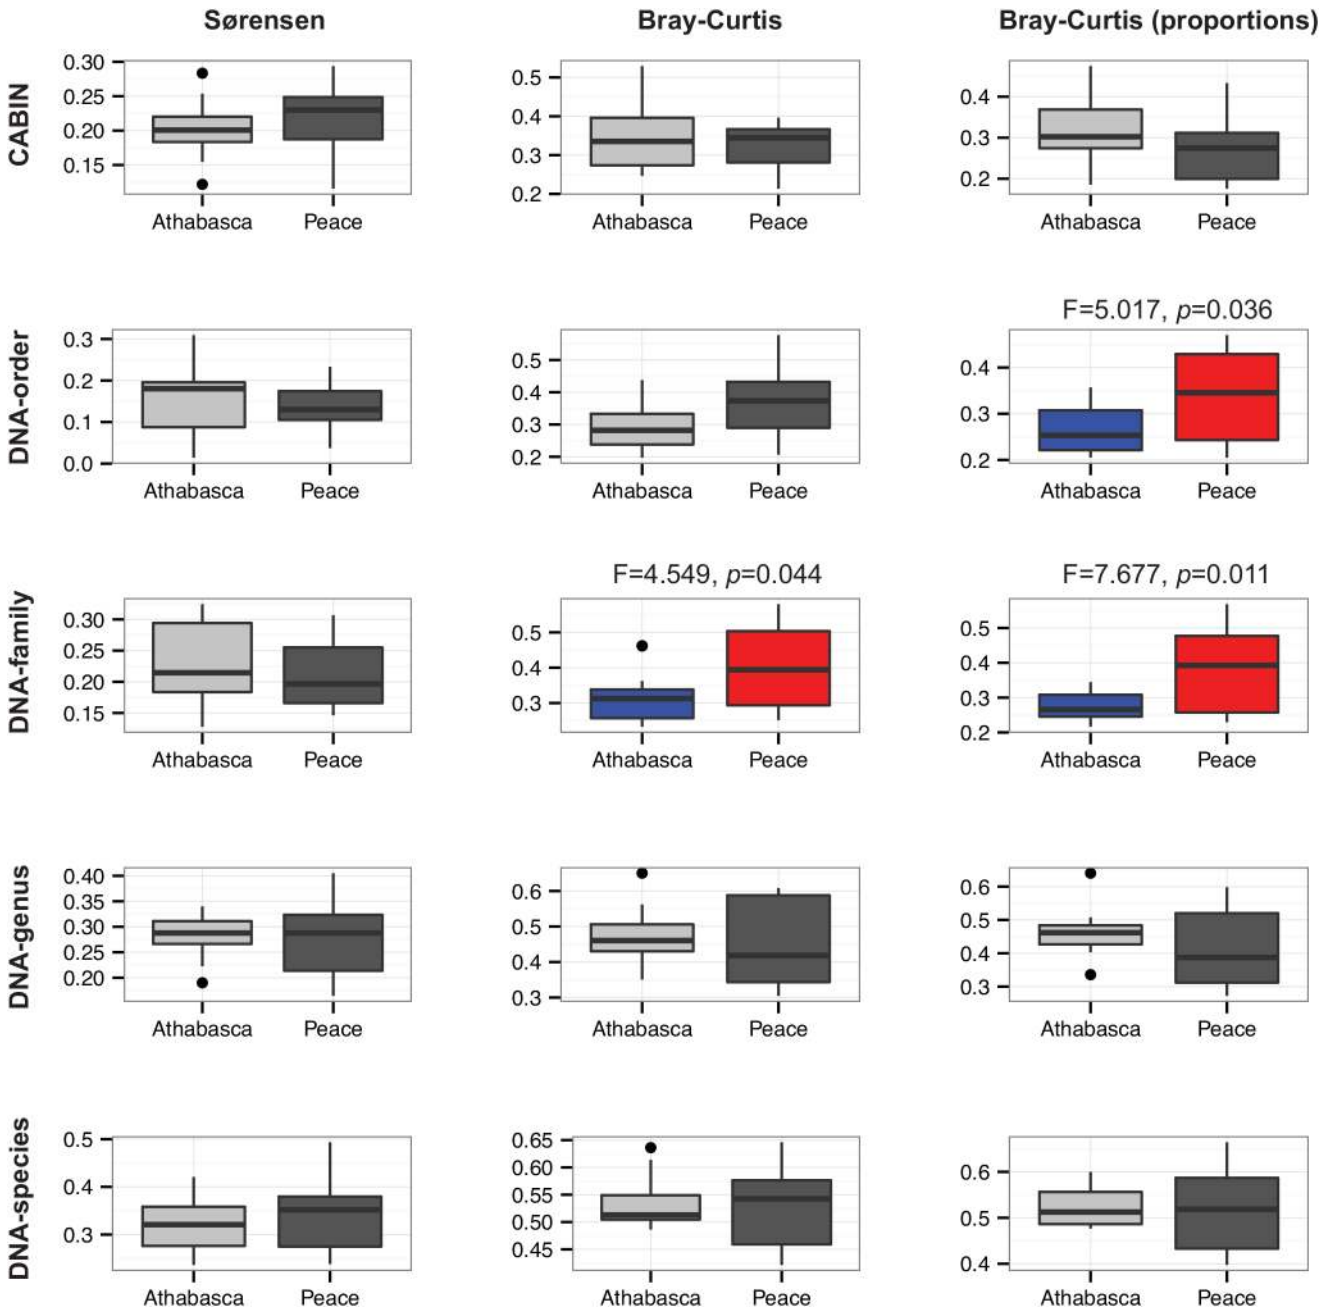 Sørensen Bray-Curtis Bray-Curtis (proportions)
CABIN
0.30
0.25
0.20
0.15
Athabasca Peace
0.5
0.4
0.3
0.2
Athabasca Peace
0.4
0.3
0.2
Athabasca Peace
DNA-order
0.3
0.2
0.1
0.0
Athabasca Peace
0.5
0.4
0.3
0.2
Athabasca Peace
F=5.017, p=0.036
0.4
0.3
0.2
Athabasca Peace
DNA-family
0.30
0.25
0.20
0.15
Athabasca Peace
F=4.549, p=0.044
0.5
0.4
0.3
Athabasca Peace
F=7.677, p=0.011
0.5
0.4
0.3
0.2
Athabasca Peace
DNA-genus
0.40
0.35
0.30
0.25
0.20
Athabasca Peace
0.6
0.5
0.4
0.3
Athabasca Peace
0.6
0.5
0.4
0.3
Athabasca Peace
DNA-species
0.5
0.4
0.3
Athabasca Peace
0.65
0.60
0.55
0.50
0.45
Athabasca Peace
0.6
0.5
0.4
Athabasca Peace